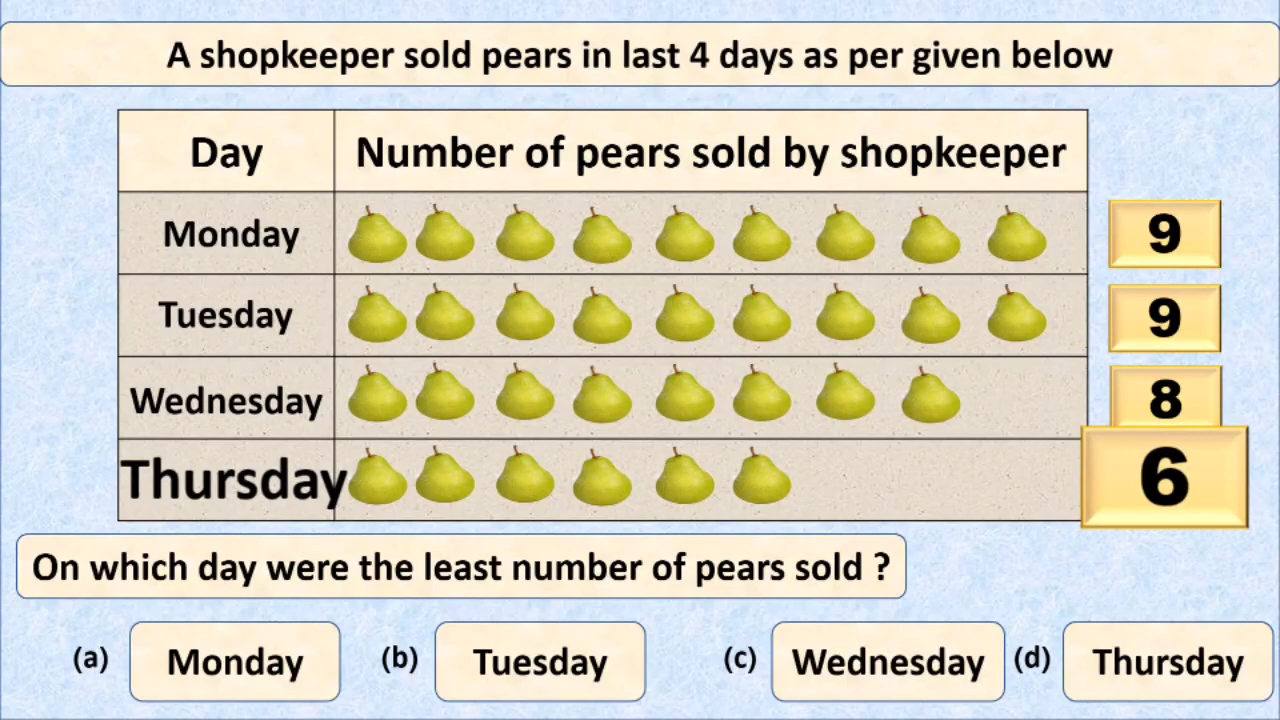 A shopkeeper sold pears in last 4 days as per given below
Day Number of pears sold by shopkeeper
Monday 9
Tuesday 9
Wednesday 8
Thursday 6
On which day were the least number of pears sold ?
(a) Monday (b) Tuesday (c) Wednesday (d) Thursday